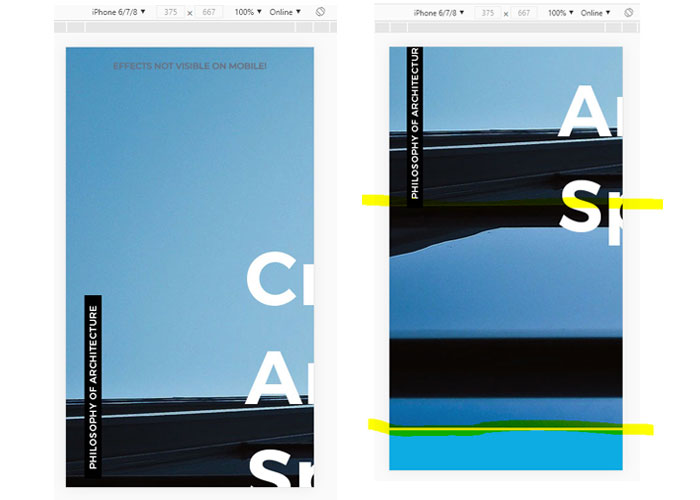 iPhone 6/7/8 ▼ 375 x 667 100% ▼ Online ▼
EFFECTS NOT VISIBLE ON MOBILE!
Cr
PHILOSOPHY OF ARCHITECTURE
Ar
Sp
iPhone 6/7/8 ▼ 375 x 667 100% ▼ Online ▼
PHILOSOPHY OF ARCHITECTUR
Ar
Sp